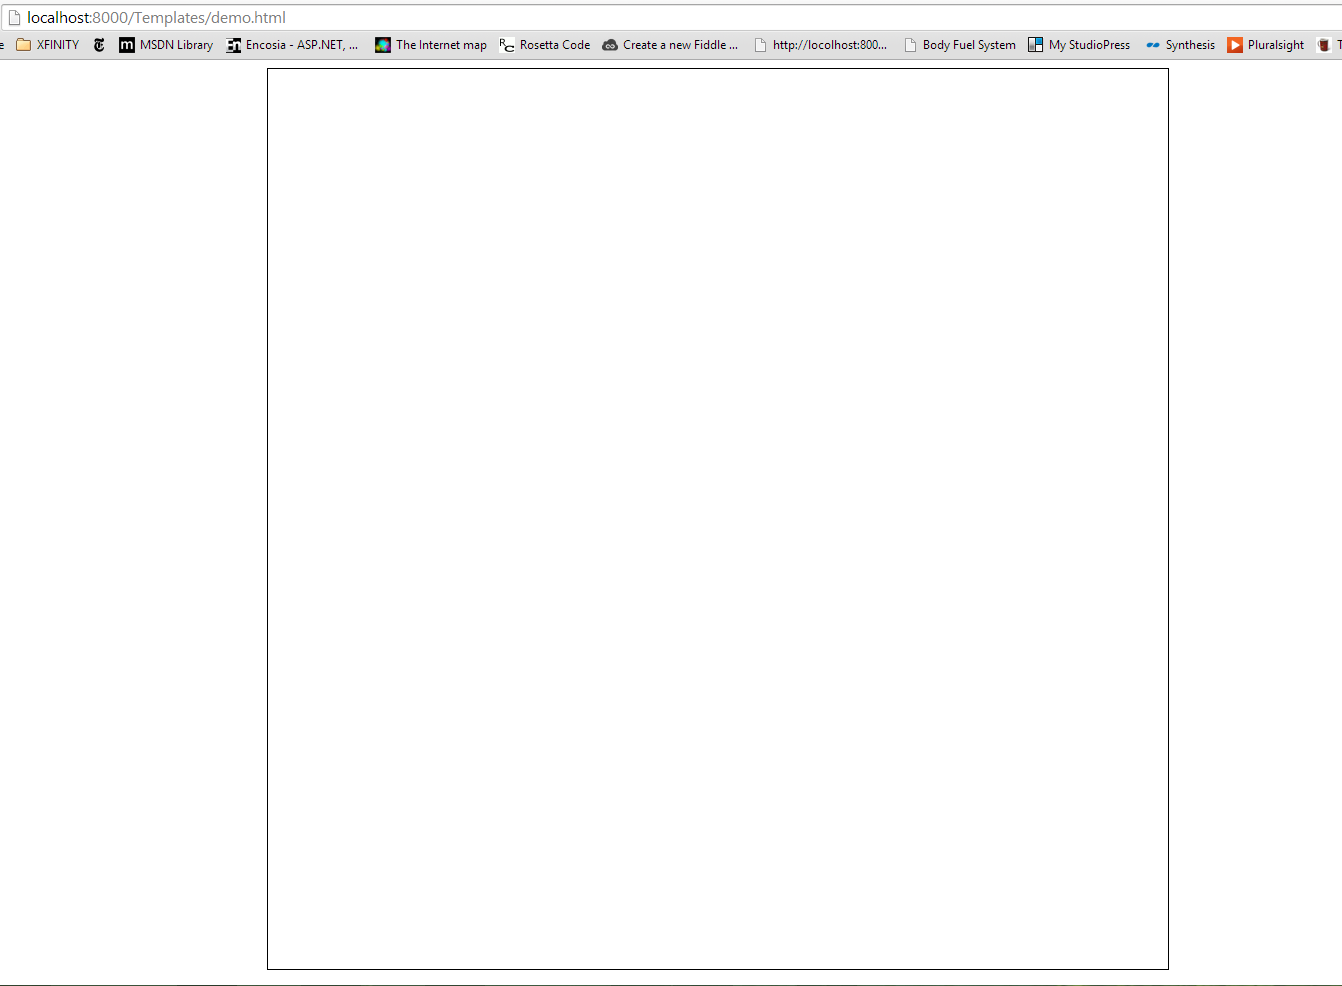 localhost:8000/Templates/demo.html
e XFINITY MSDN Library Encosia - ASP.NET, ... The Internet map Rosetta Code Create a new Fiddle ... http://locolhost:800... Body Fuel System My StudioPress Synthesis Pluralsight T